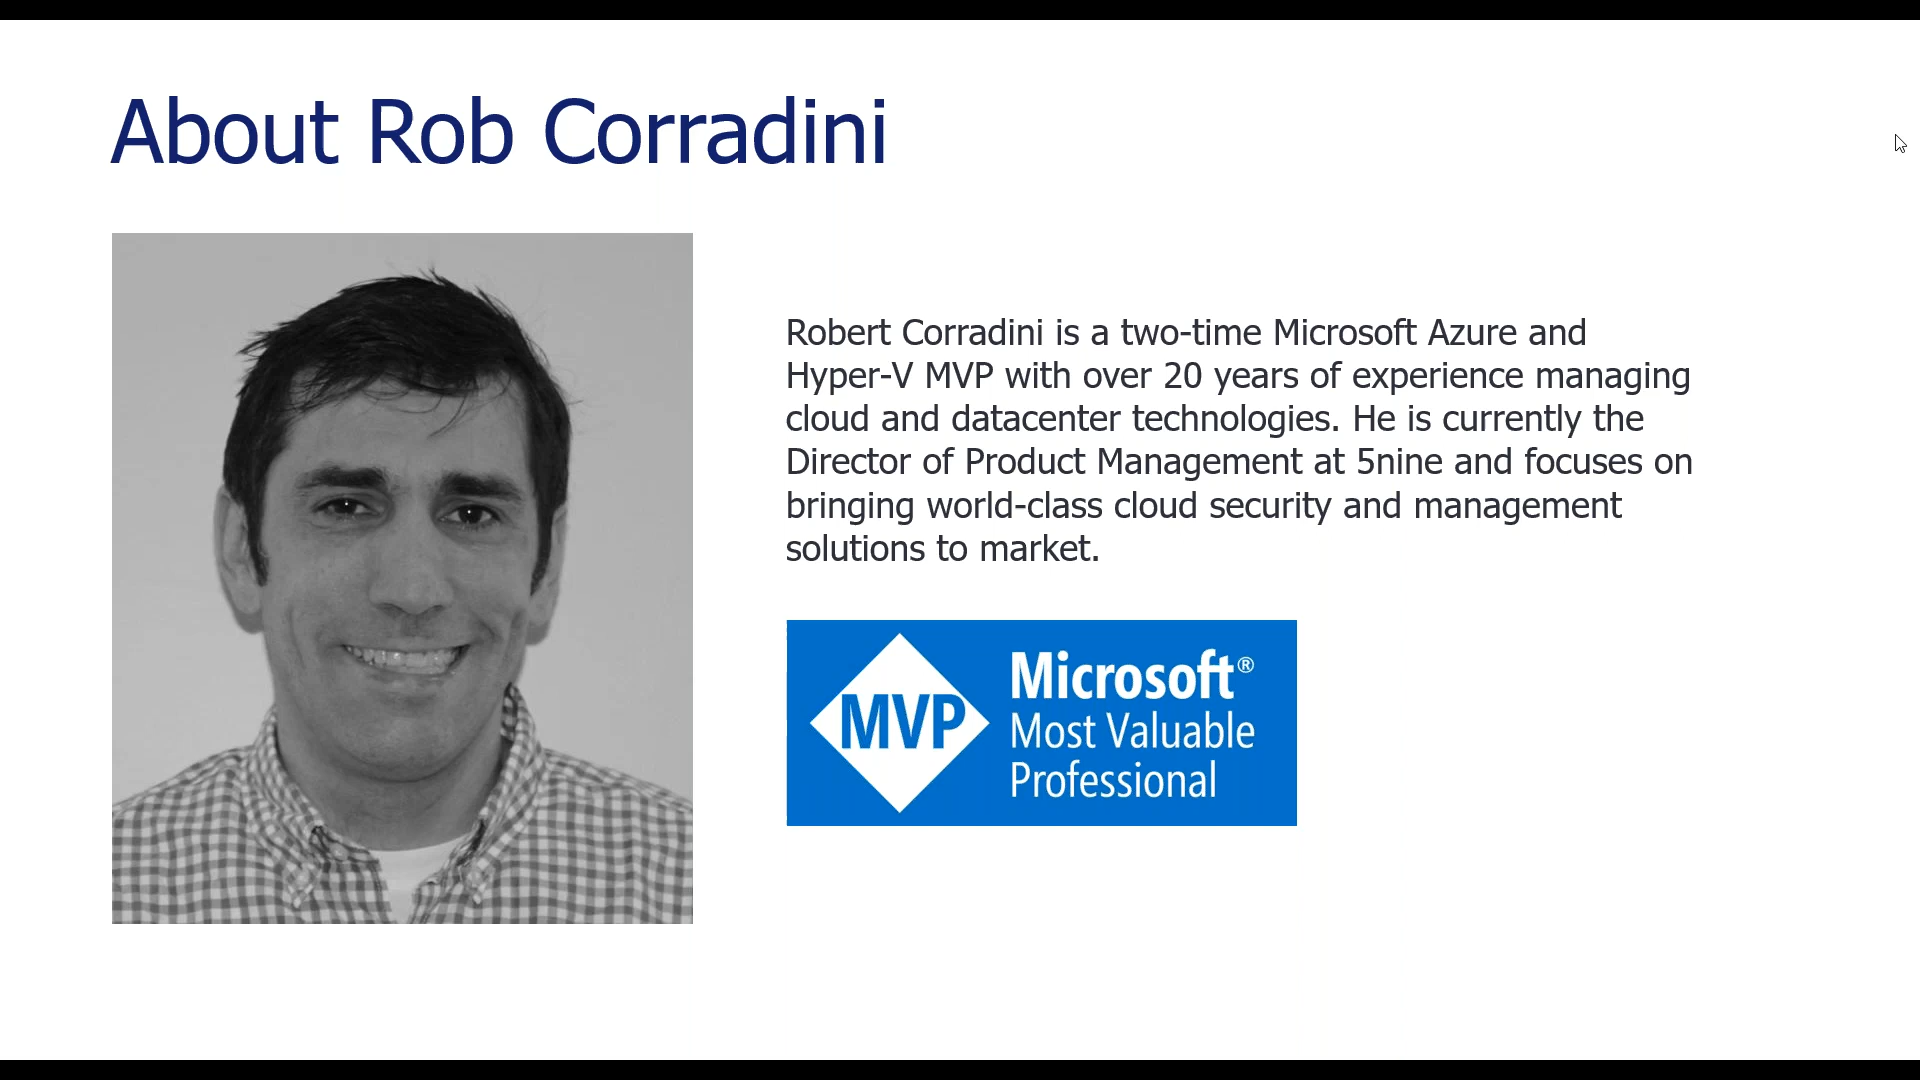 About Rob Corradini
Robert Corradini is a two-time Microsoft Azure and
Hyper-V MVP with over 20 years of experience managing
cloud and datacenter technologies. He is currently the
Director of Product Management at 5nine and focuses on
bringing world-class cloud security and management
solutions to market.
MVP
Microsoft®
Most Valuable
Professional